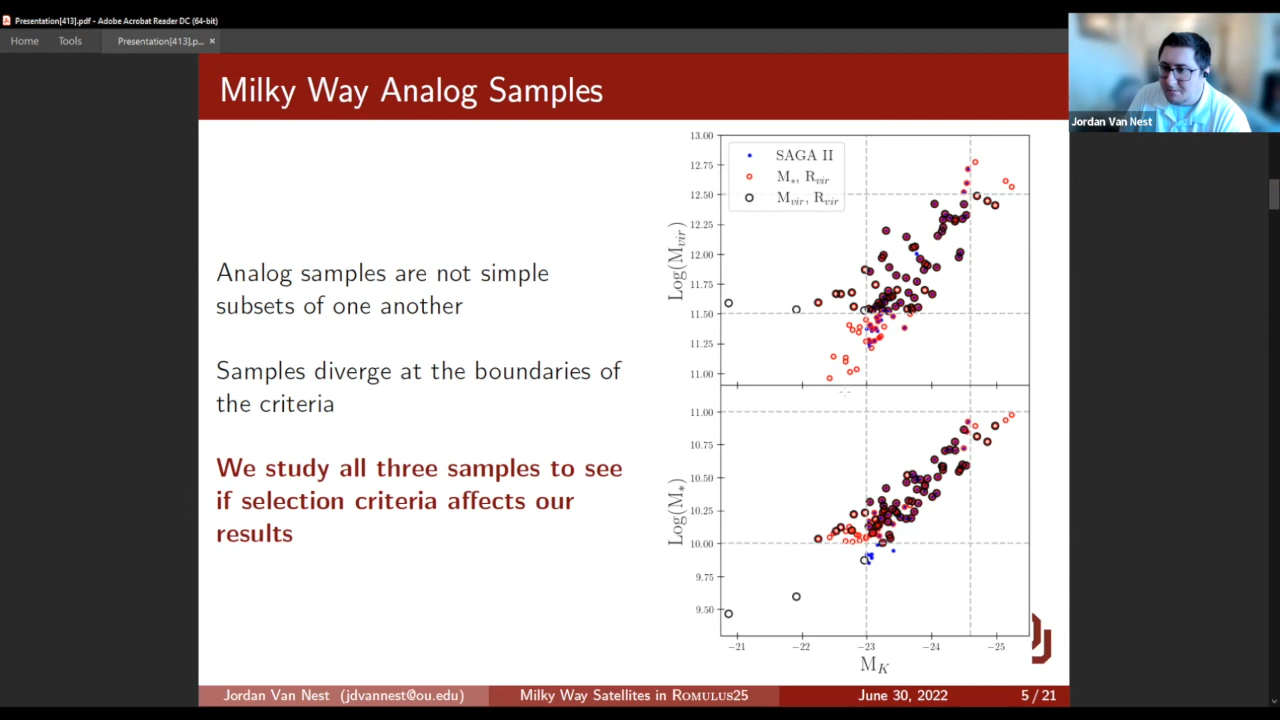 Presentation[413].pdf - Adobe Acrobat Reader DC (64-bit)
Home Tools Presentation[413].p... ×
Jordan Van Nest
Milky Way Analog Samples
Analog samples are not simple
subsets of one another
Samples diverge at the boundaries of
the criteria
We study all three samples to see
if selection criteria affects our
results
SAGA II
M*, Rvir
Mvir, Rvir
Log(Mvir)
13.00
12.75
12.50
12.25
12.00
11.75
11.50
11.25
11.00
Log(M*)
11.00
10.75
10.50
10.25
10.00
9.75
9.50
−21 −22 −23 −24 −25
MK
Jordan Van Nest (jdvannest@ou.edu) Milky Way Satellites in ROMULUS25 June 30, 2022 5 / 21